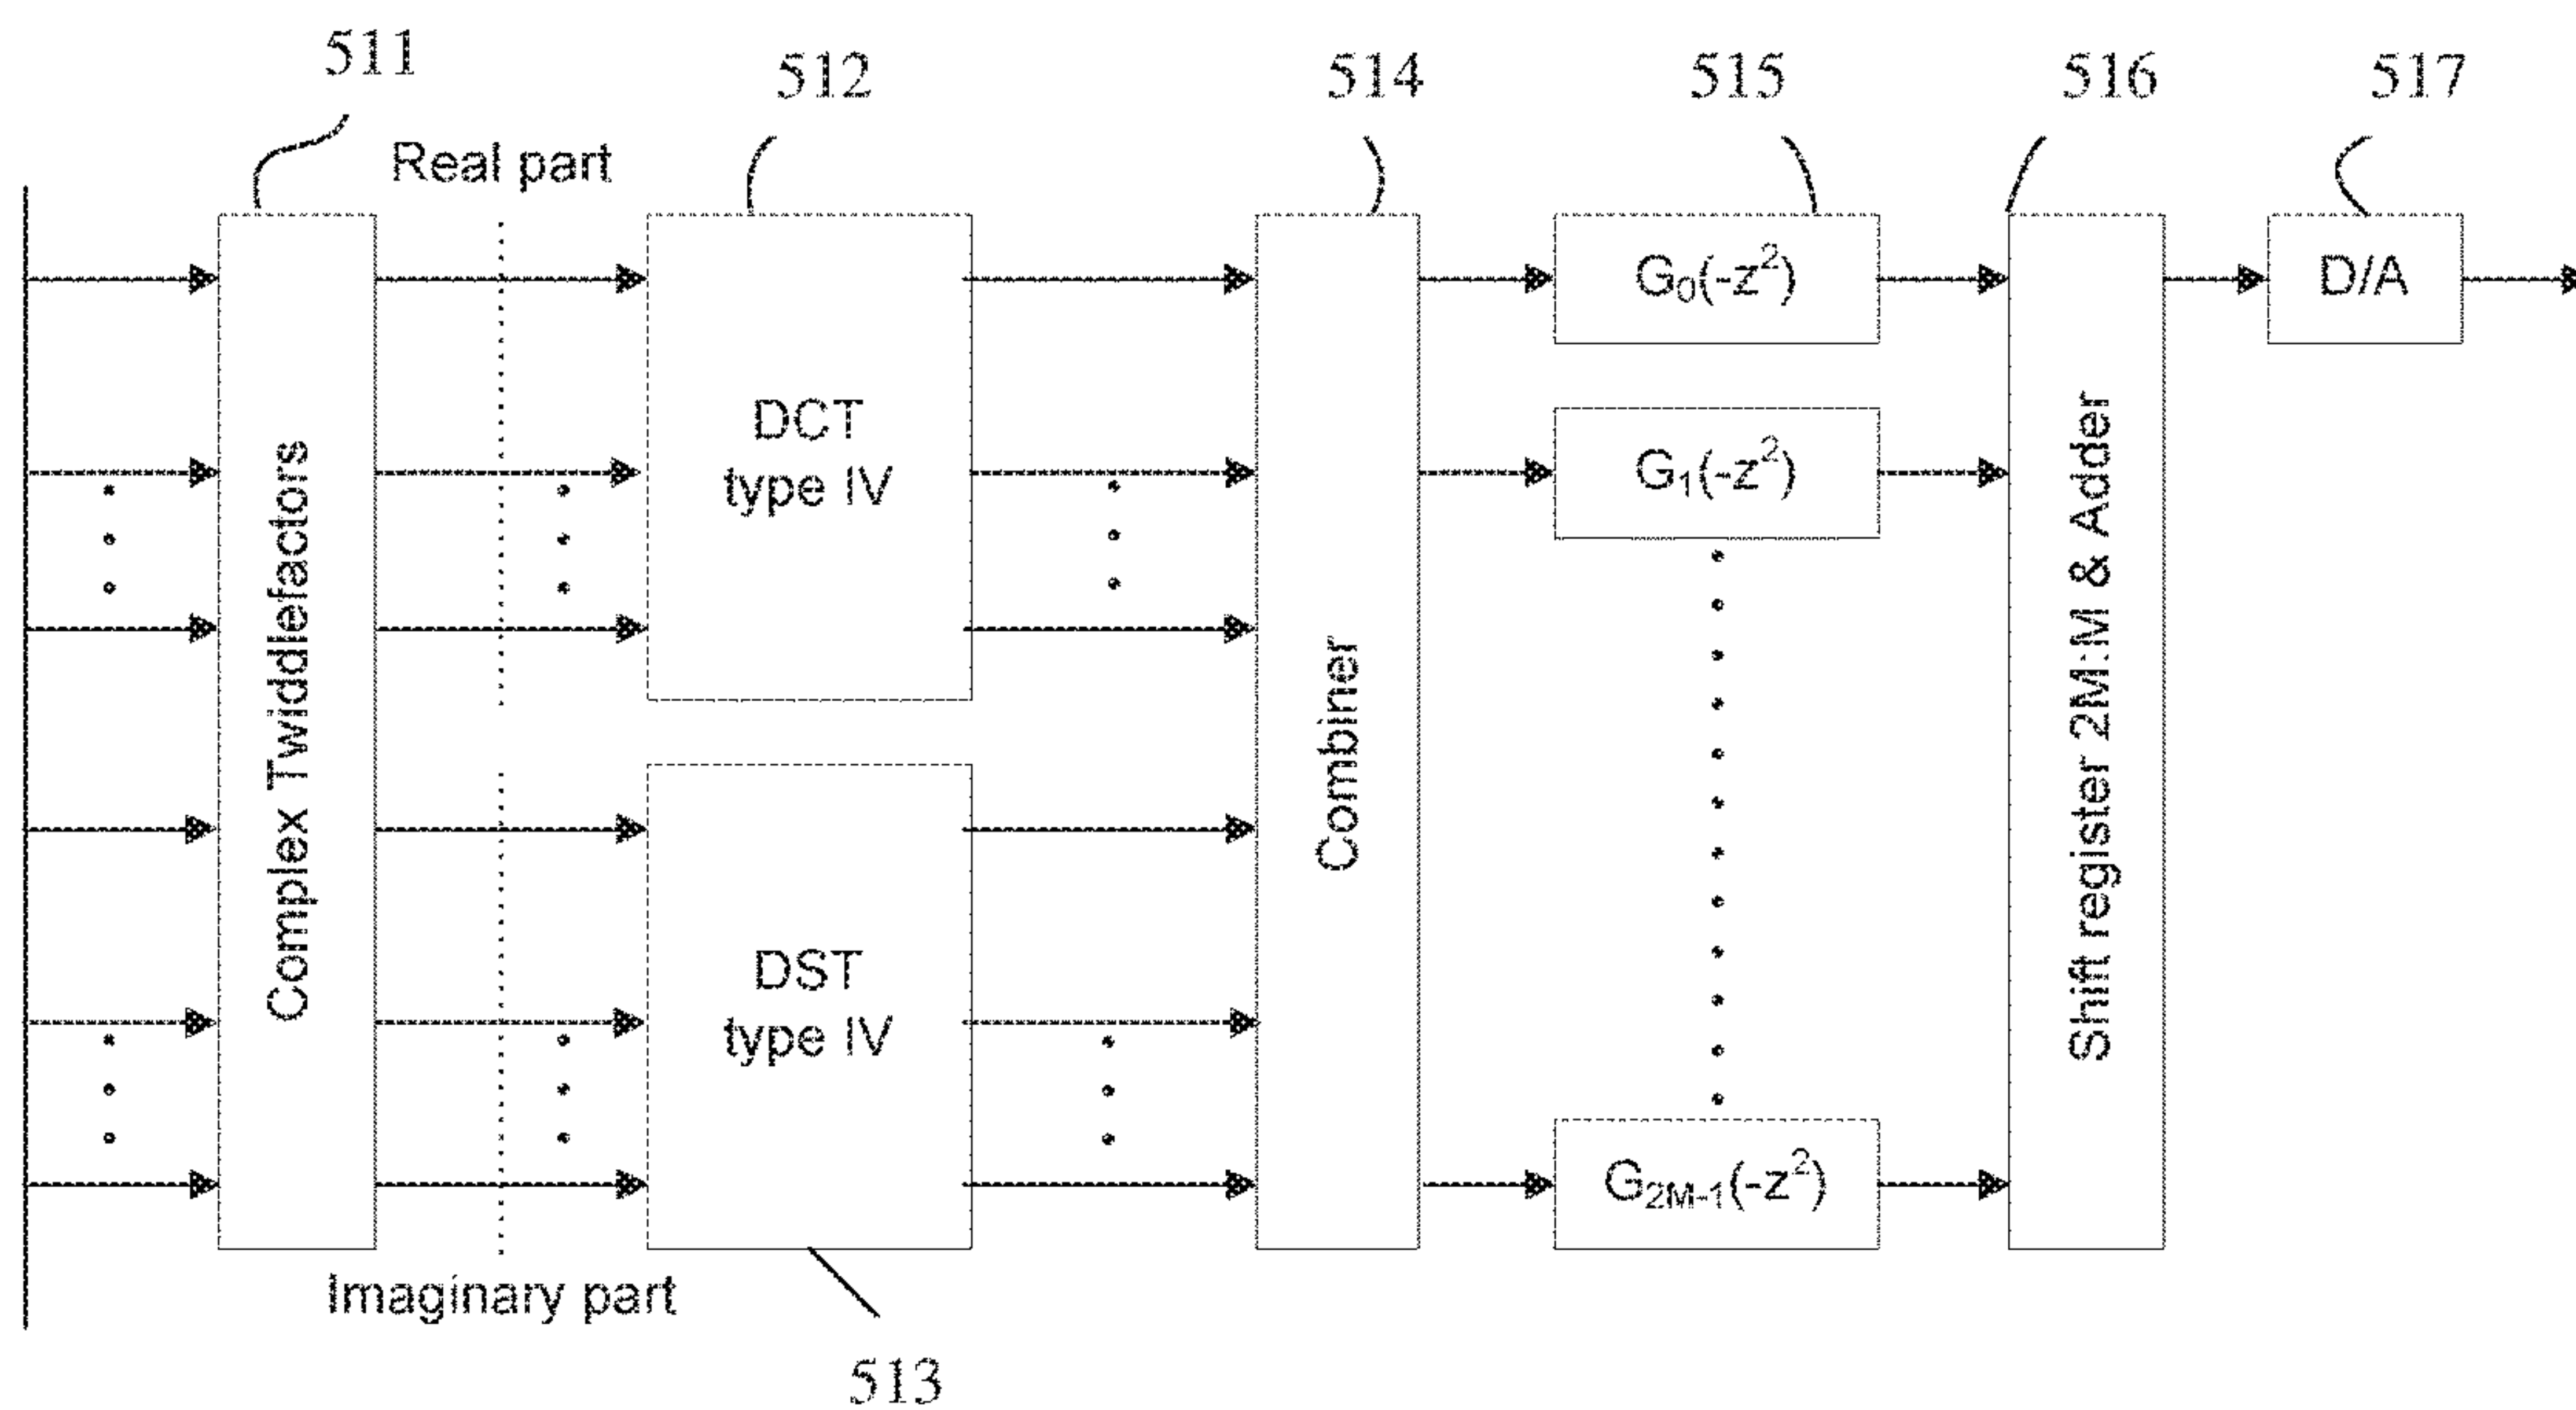 511
512
514
515
516
517
Real part
Complex Twiddlefactors
DCT
type IV
DST
type IV
Combiner
G₀(-z²)
G₁(-z²)
G₂ₘ₋₁(-z²)
Shift register 2M:M & Adder
D/A
Imaginary part
513